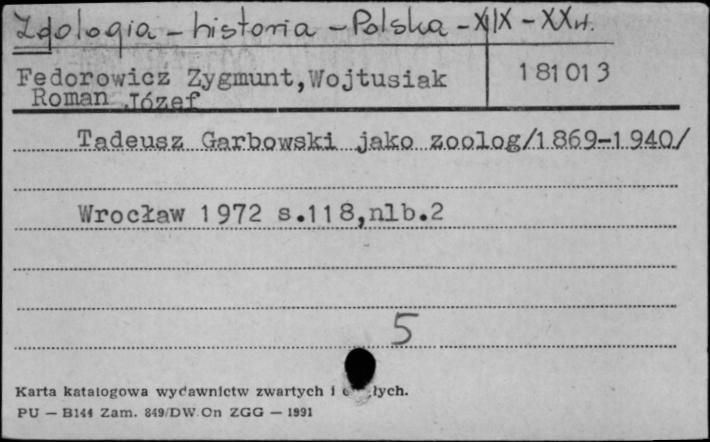 Zoologia - historia - Polska - XIX - XX w.
Fedorowicz Zygmunt, Wojtusiak
Roman Józef
181013
Tadeusz Garbowski jako zoolog/1869-1940/
Wrocław 1972 s.118,nlb.2
5
Karta katalogowa wydawnictw zwartych i
PU — B144 Zam. 849/DW.On ZGG — 1991